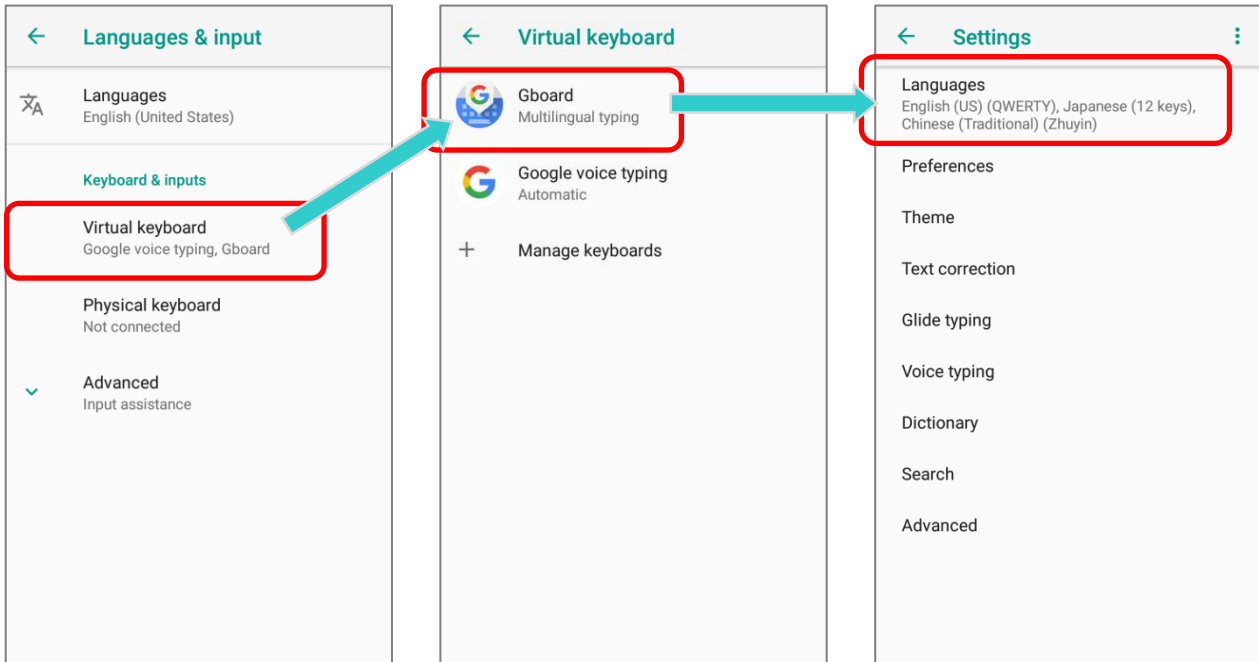 Languages & input
Languages
English (United States)
Keyboard & inputs
Virtual keyboard
Google voice typing, Gboard
Physical keyboard
Not connected
Advanced
Input assistance
Virtual keyboard
Gboard
Multilingual typing
Google voice typing
Automatic
Manage keyboards
Settings
Languages
English (US) (QWERTY), Japanese (12 keys),
Chinese (Traditional) (Zhuyin)
Preferences
Theme
Text correction
Glide typing
Voice typing
Dictionary
Search
Advanced